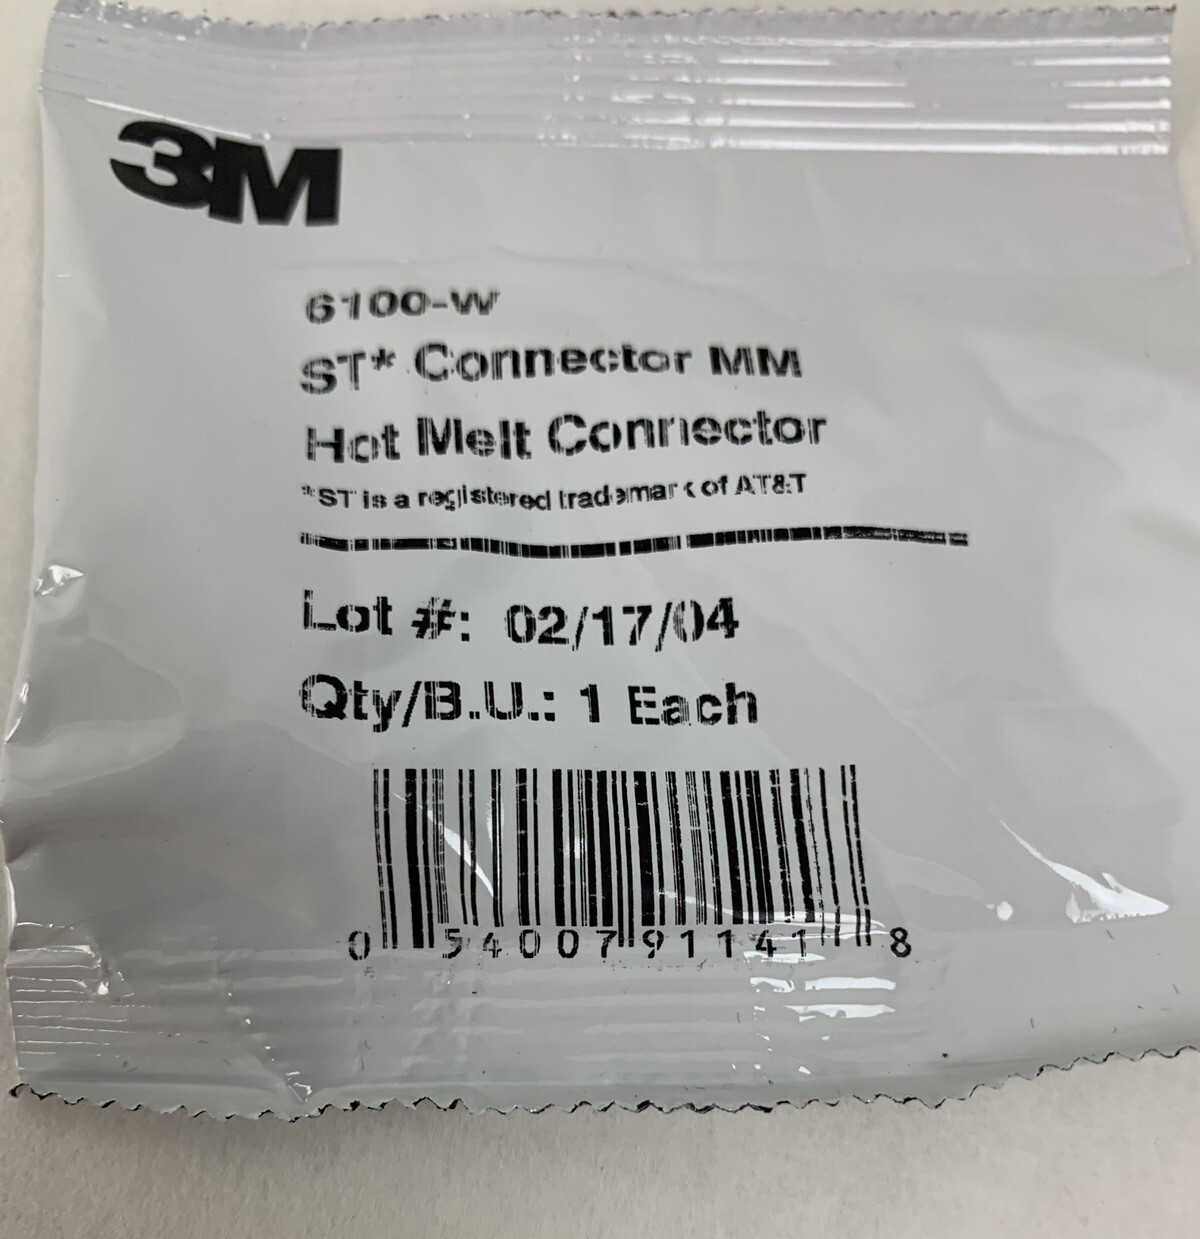 3M
6100-W
ST* Connector MM
Hot Melt Connector
*ST is a registered trademark of AT&T
Lot #: 02/17/04
Qty/B.U.: 1 Each
0 54007 91141 8